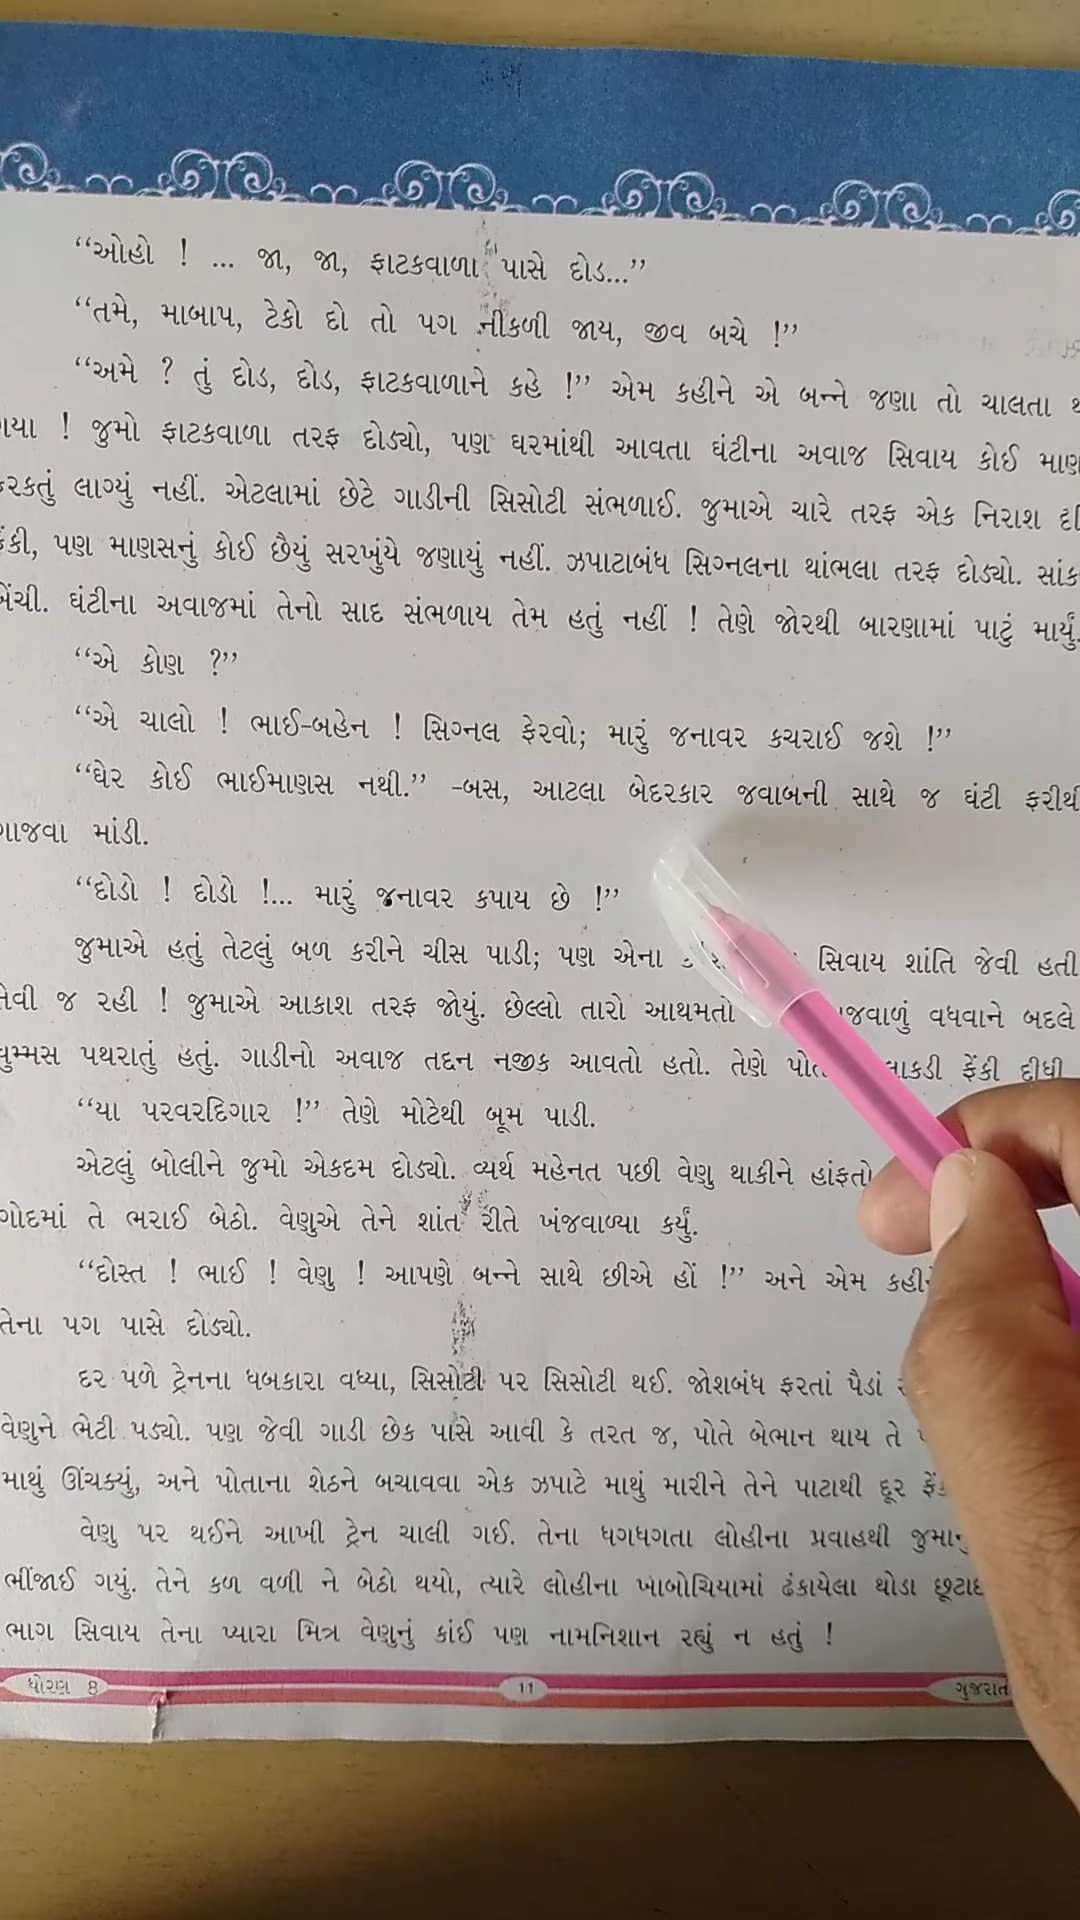 “ઓહો ! ... જા, જા, ફાટકવાળા પાસે દોડ...”
“તમે, માબાપ, ટેકો દો તો પગ નીકળી જાય, જીવ બચે !”
“અમે ? તું દોડ, દોડ, ફાટકવાળાને કહે !” એમ કહીને એ બન્ને જણા તો ચાલતા
ગયા ! જુમો ફાટકવાળા તરફ દોડ્યો, પણ ઘરમાંથી આવતા ઘંટીના અવાજ સિવાય કોઈ
લાગ્યું નહીં. એટલામાં છેટે ગાડીની સિસોટી સંભળાઈ. જુમાએ ચારે તરફ એક નિરાશ
પણ માણસનું કોઈ છૈયું સરખુંયે જણાયું નહીં. ઝપાટાબંધ સિગ્નલના થાંભલા તરફ દોડ્યો.
ઘંટીના અવાજમાં તેનો સાદ સંભળાય તેમ હતું નહીં ! તેણે જોરથી બારણામાં પાટું માર્યું.
“એ કોણ ?”
“એ ચાલો ! ભાઈ-બહેન ! સિગ્નલ ફેરવો; મારું જનાવર કચરાઈ જશે !”
“ઘેર કોઈ ભાઈમાણસ નથી.” -બસ, આટલા બેદરકાર જવાબની સાથે જ ઘંટી ફરીથી
ગાજવા માંડી.
“દોડો ! દોડો !... મારું જનાવર કપાય છે !”
જુમાએ હતું તેટલું બળ કરીને ચીસ પાડી; પણ એના સિવાય શાંતિ જેવી હતી
તેવી જ રહી ! જુમાએ આકાશ તરફ જોયું. છેલ્લો તારો આથમતો વધવાને બદલે
ધુમ્મસ પથરાતું હતું. ગાડીનો અવાજ તદ્દન નજીક આવતો હતો. તેણે ફેંકી દીધી
“યા પરવરદિગાર !” તેણે મોટેથી બૂમ પાડી.
એટલું બોલીને જુમો એકદમ દોડ્યો. વ્યર્થ મહેનત પછી વેણુ થાકીને હાંફતો
ગોદમાં તે ભરાઈ બેઠો. વેણુએ તેને શાંત રીતે ખંજવાળ્યા કર્યું.
“દોસ્ત ! ભાઈ ! વેણુ ! આપણે બન્ને સાથે છીએ હોં !” અને એમ
તેના પગ પાસે દોડ્યો.
દર પળે ટ્રેનના ધબકારા વધ્યા, સિસોટી પર સિસોટી થઈ. જોશબંધ ફરતાં પૈડાં
વેણુને ભેટી પડ્યો. પણ જેવી ગાડી છેક પાસે આવી કે તરત જ, પોતે બેભાન થાય તે
માથું ઊંચક્યું, અને પોતાના શેઠને બચાવવા એક ઝપાટે માથું મારીને તેને પાટાથી દૂર
વેણુ પર થઈને આખી ટ્રેન ચાલી ગઈ. તેના ધગધગતા લોહીના પ્રવાહથી
ભીંજાઈ ગયું. તેને કળ વળી ને બેઠો થયો, ત્યારે લોહીના ખાબોચિયામાં ઢંકાયેલા થોડા
ભાગ સિવાય તેના પ્યારા મિત્ર વેણુનું કાંઈ પણ નામનિશાન રહ્યું ન હતું !
ધોરણ 8 11